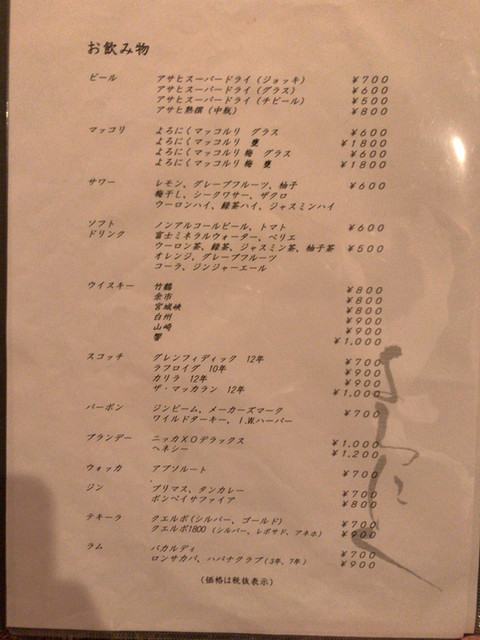 お飲み物
ビール アサヒスーパードライ(ジョッキ) ¥700
アサヒスーパードライ(グラス) ¥600
アサヒスーパードライ(チビール) ¥500
アサヒ熟撰(中瓶) ¥800
マッコリ よろにくマッコルリ グラス ¥600
よろにくマッコルリ 甕 ¥1800
よろにくマッコルリ梅 グラス ¥600
よろにくマッコルリ梅 甕 ¥1800
サワー レモン、グレープフルーツ、柚子 ¥600
梅干し、シークワサー、ザクロ
ウーロンハイ、緑茶ハイ、ジャスミンハイ
ソフト ノンアルコールビール、トマト ¥600
ドリンク 富士ミネラルウォーター、ペリエ
ウーロン茶、緑茶、ジャスミン茶、柚子茶 ¥500
オレンジ、グレープフルーツ
コーラ、ジンジャーエール
ウイスキー 竹鶴 ¥800
余市 ¥800
宮城峡 ¥800
白州 ¥900
山崎 ¥900
響 ¥1,000
スコッチ グレンフィディック 12年 ¥700
ラフロイグ 10年 ¥900
カリラ 12年 ¥900
ザ・マッカラン 12年 ¥1,000
バーボン ジンビーム、メーカーズマーク ¥700
ワイルドターキー、I.W.ハーパー
ブランデー ニッカXOデラックス ¥1,000
ヘネシー ¥1,200
ウォッカ アブソルート ¥700
ジン プリマス、タンカレー ¥700
ボンベイサファイア ¥800
テキーラ クエルボ(シルバー、ゴールド) ¥700
クエルボ1800 (シルバー、レポサド、アネホ) ¥900
ラム バカルディ ¥700
ロンサカパ、ハバナクラブ(3年、7年) ¥900
(価格は税抜表示)
よろにく